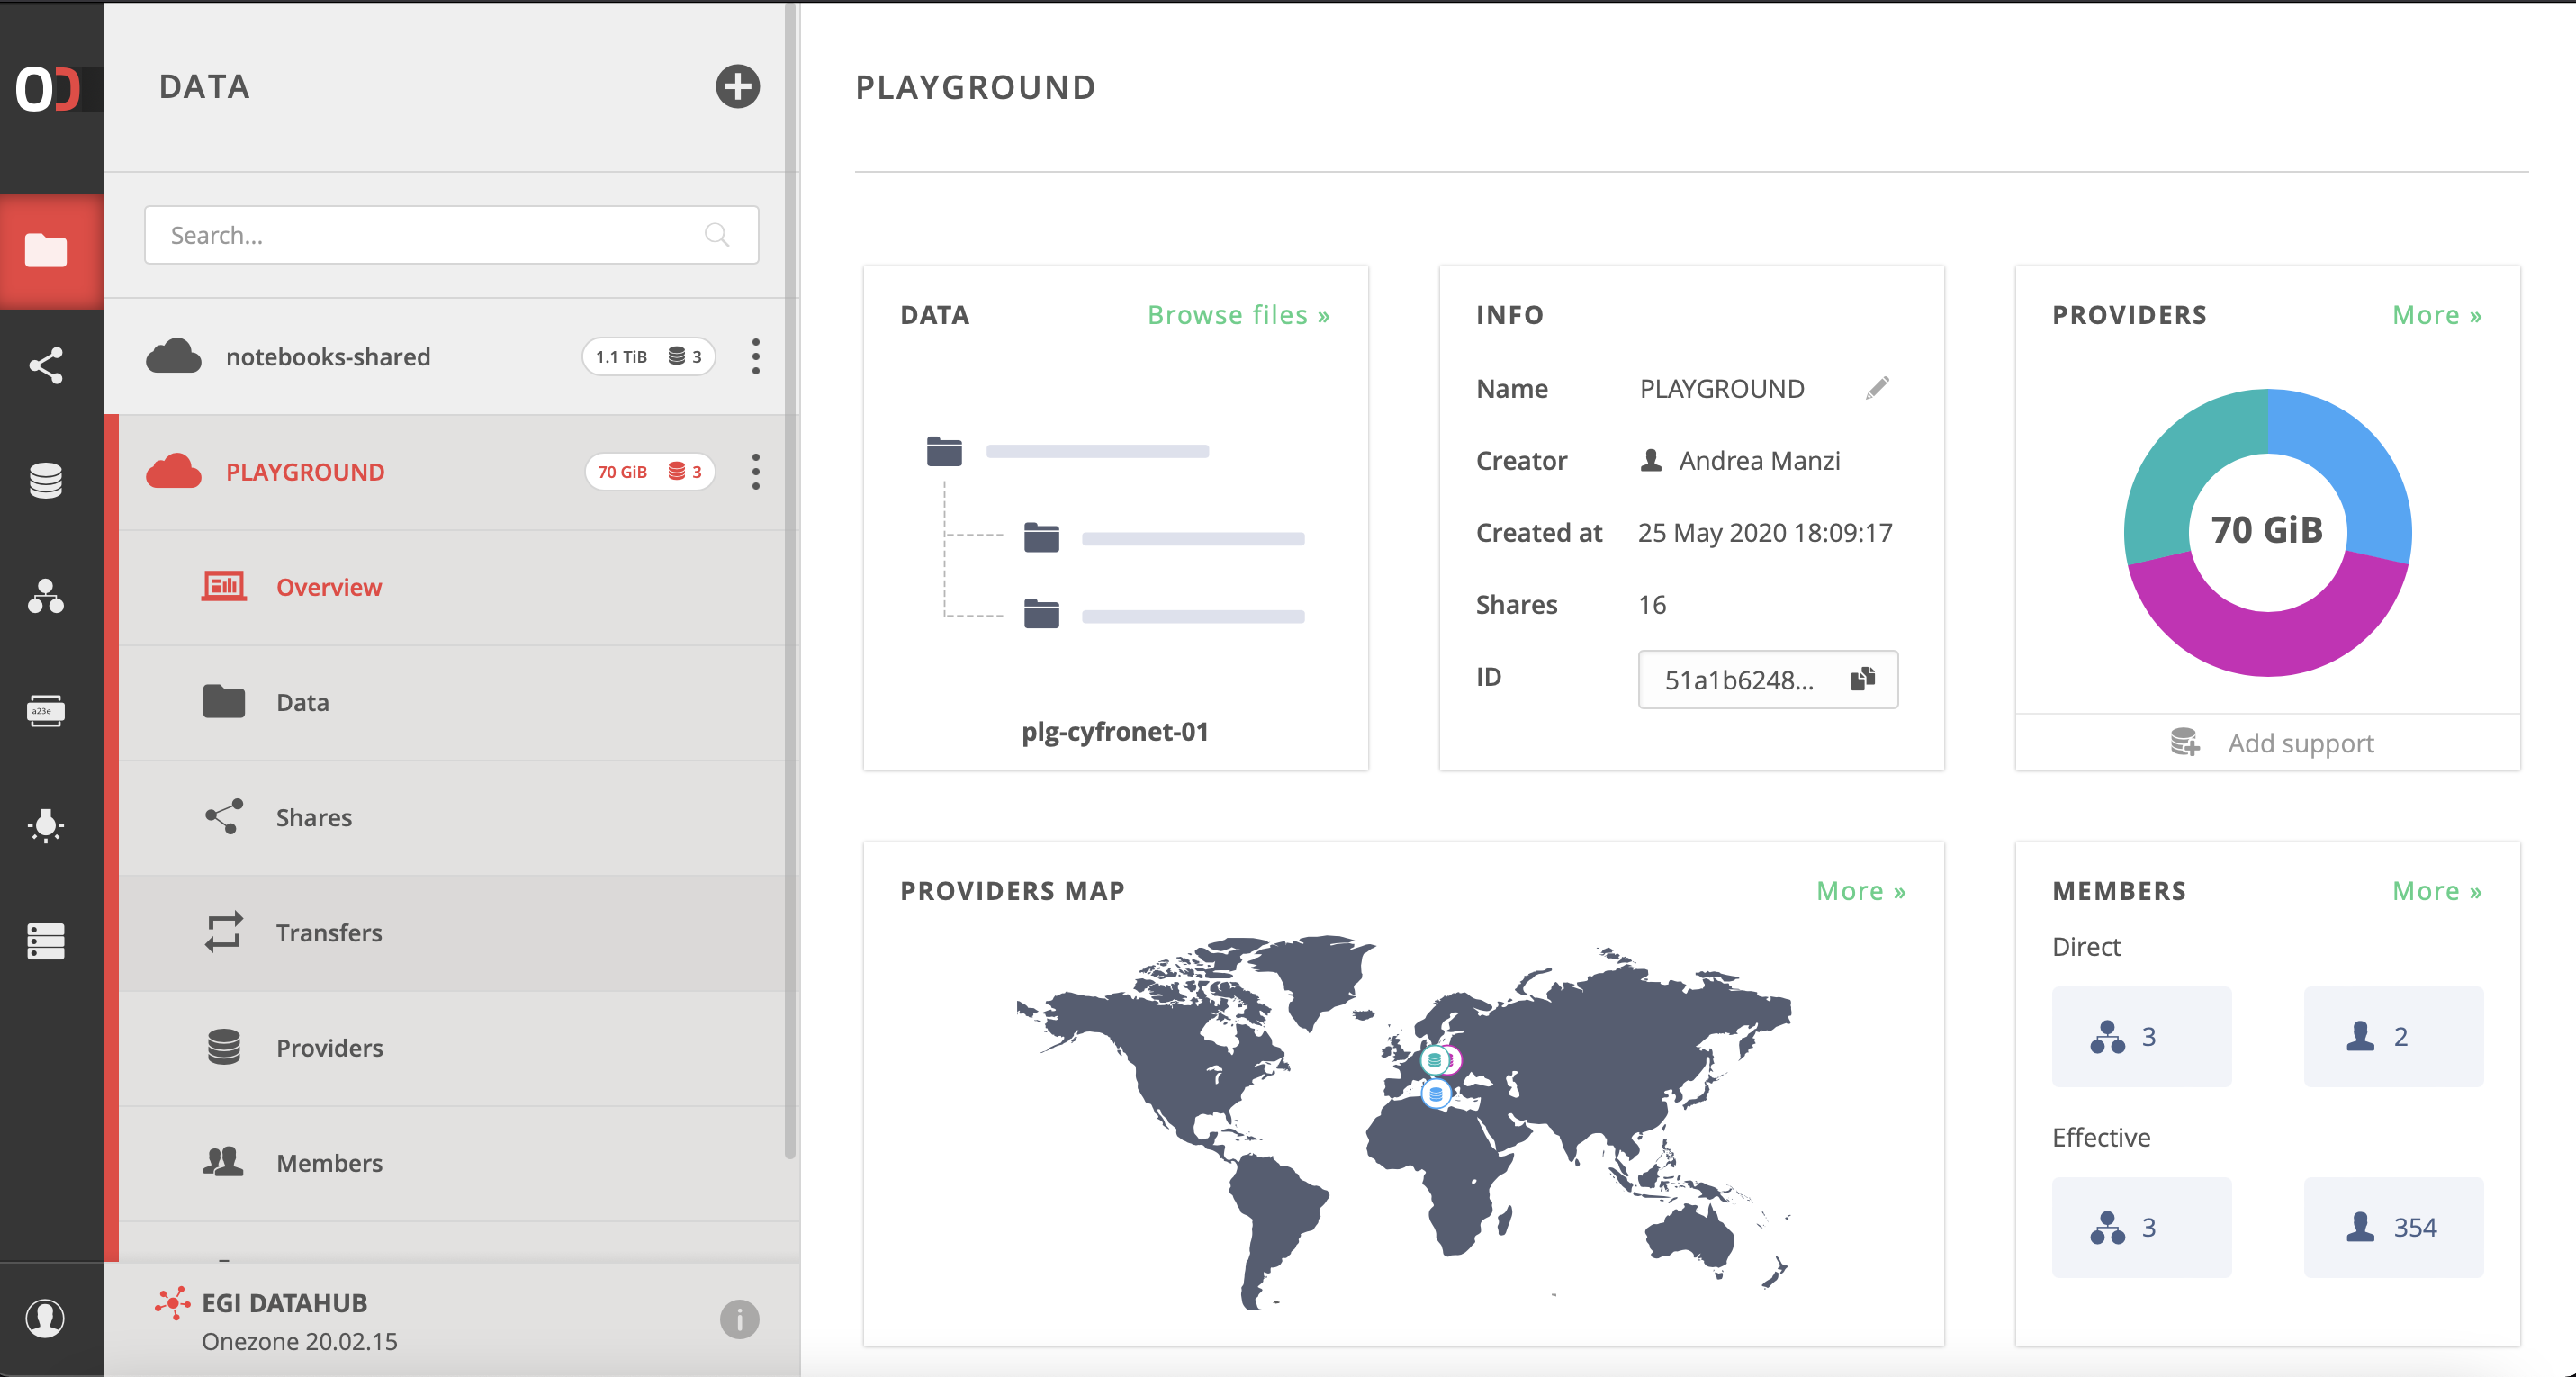 DATA
Search...
notebooks-shared
1.1 TiB 3
PLAYGROUND
70 GiB 3
Overview
Data
Shares
Transfers
Providers
Members
EGI DATAHUB
Onezone 20.02.15
a23e
PLAYGROUND
DATA
Browse files »
plg-cyfronet-01
INFO
Name PLAYGROUND
Creator Andrea Manzi
Created at 25 May 2020 18:09:17
Shares 16
ID 51a1b6248...
PROVIDERS
More »
70 GiB
Add support
PROVIDERS MAP
More »
MEMBERS
More »
Direct
3 2
Effective
3 354